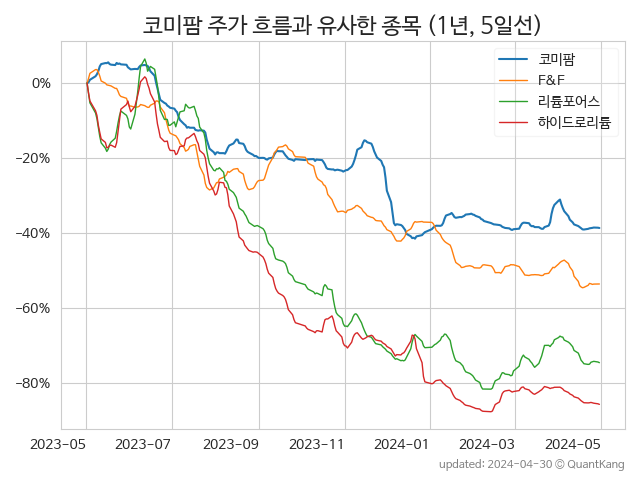 코미팜 주가 흐름과 유사한 종목 (1년, 5일선)
코미팜
F&F
리튬포어스
하이드로리튬
0%
−20%
−40%
−60%
−80%
2023-05 2023-07 2023-09 2023-11 2024-01 2024-03 2024-05
updated: 2024-04-30 © QuantKang